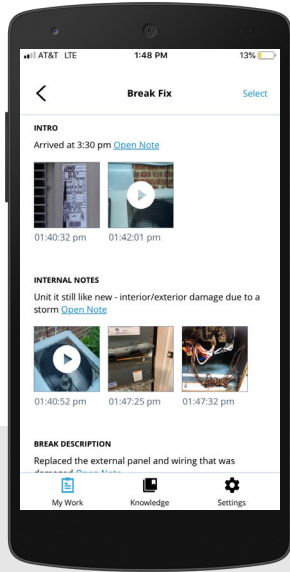 AT&T LTE 1:48 PM 13%
Break Fix Select
INTRO
Arrived at 3:30 pm Open Note
01:40:32 pm 01:42:01 pm
INTERNAL NOTES
Unit it still like new - interior/exterior damage due to a
storm Open Note
01:40:52 pm 01:47:25 pm 01:47:32 pm
BREAK DESCRIPTION
Replaced the external panel and wiring that was
damaged Open Note
My Work Knowledge Settings